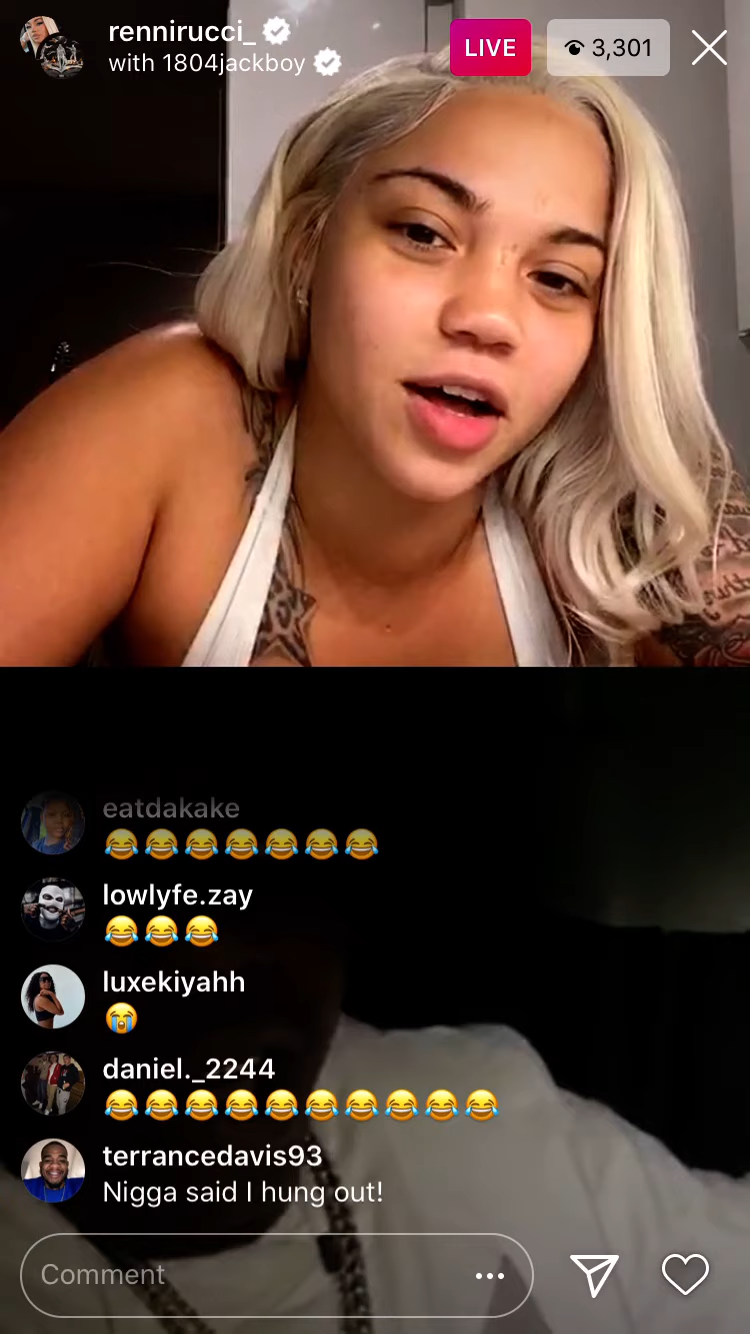 rennirucci_
with 1804jackboy
LIVE
3,301
eatdakake
😂😂😂😂😂😂😂
lowlyfe.zay
😂😂😂
luxekiyahh
😭
daniel._2244
😂😂😂😂😂😂😂😂😂😂
terrancedavis93
Nigga said I hung out!
Comment